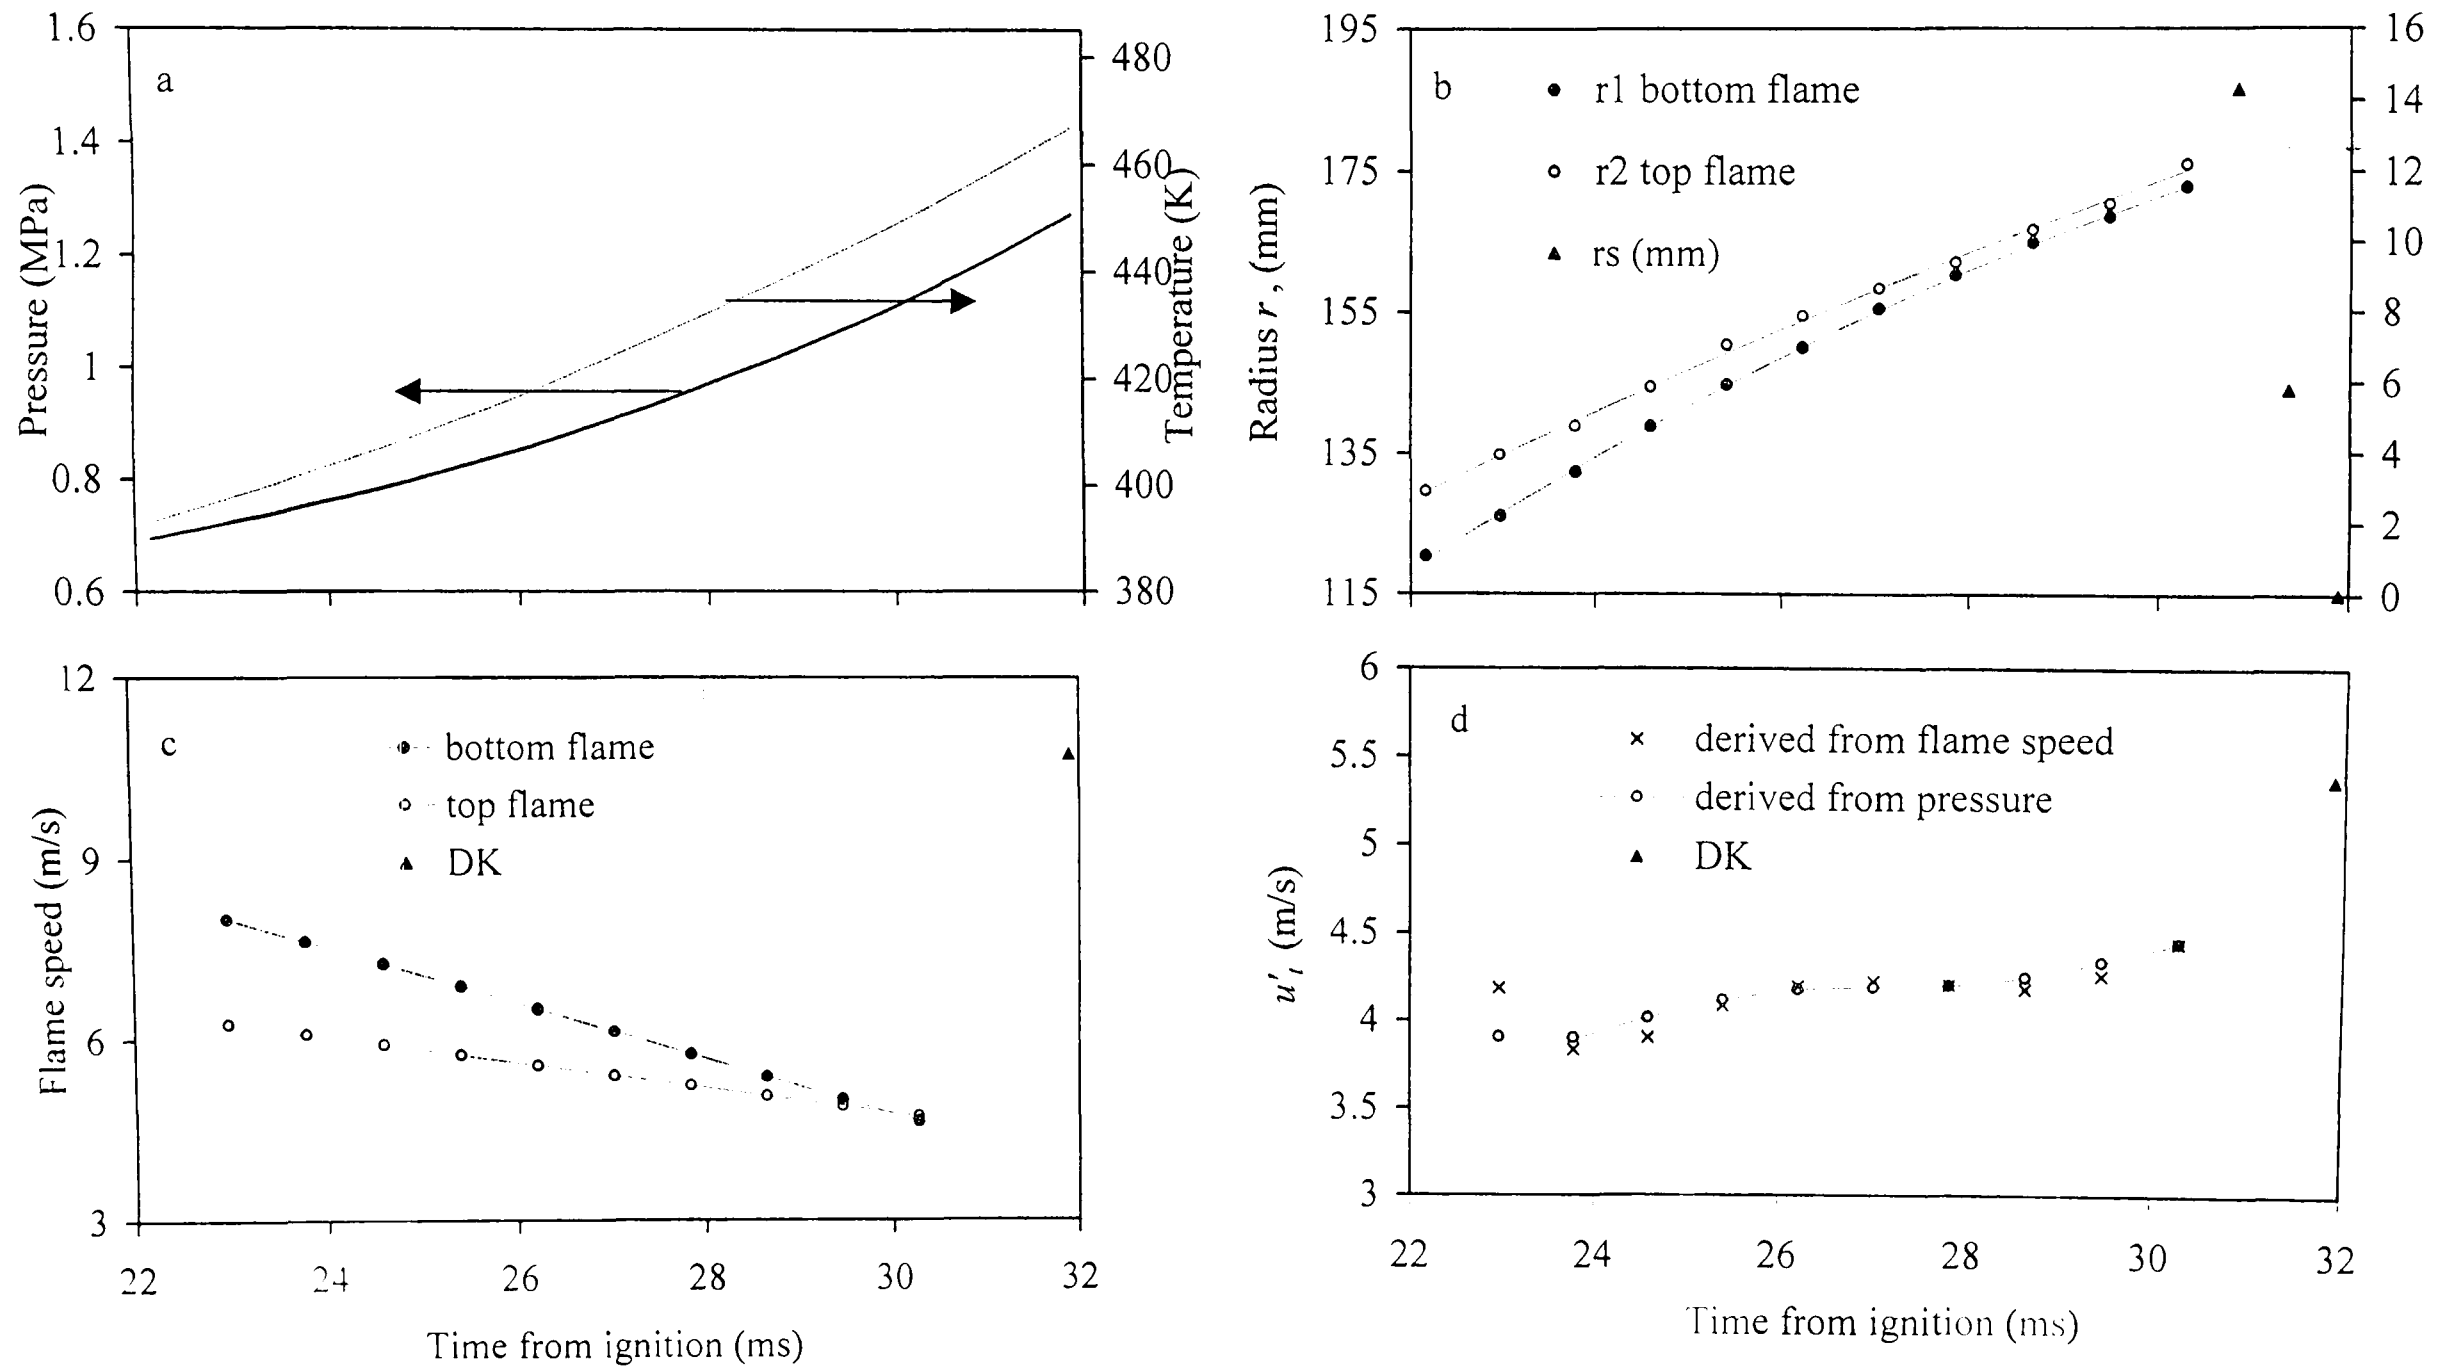 1.6
1.4
1.2
1
0.8
0.6
Pressure (MPa)
a
480
460
440
420
400
380
Temperature (K)
195
175
155
135
115
Radius r , (mm)
b
r1 bottom flame
r2 top flame
rs (mm)
16
14
12
10
8
6
4
2
0
12
9
6
3
Flame speed (m/s)
c
bottom flame
top flame
DK
22
24
26
28
30
32
Time from ignition (ms)
6
5.5
5
4.5
4
3.5
3
u't (m/s)
d
derived from flame speed
derived from pressure
DK
22
24
26
28
30
32
Time from ignition (ms)